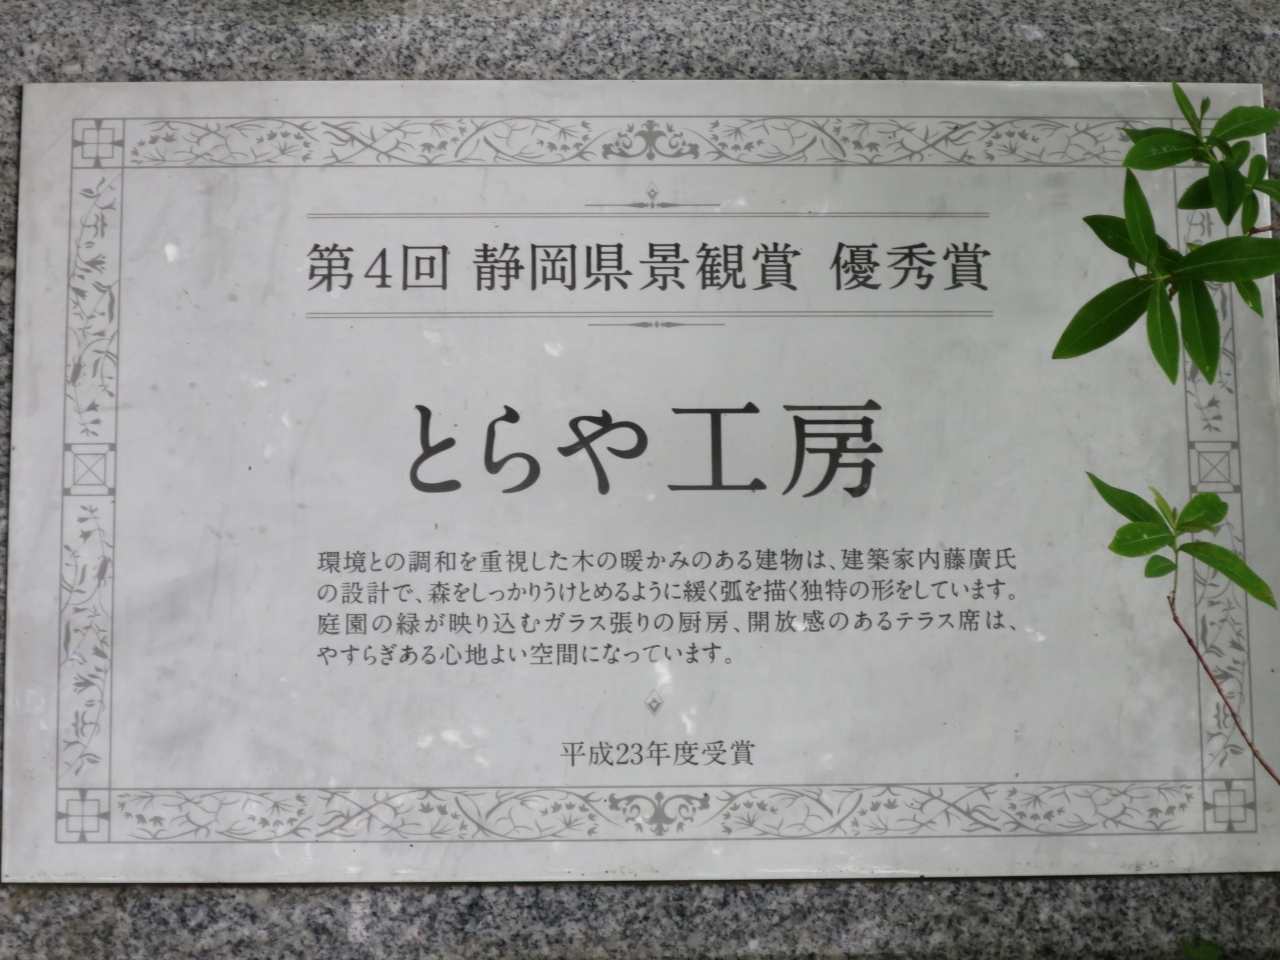 第4回 静岡県景観賞 優秀賞
とらや工房
環境との調和を重視した木の暖かみのある建物は、建築家内藤廣氏
の設計で、森をしっかりうけとめるように緩く弧を描く独特の形をしています。
庭園の緑が映り込むガラス張りの厨房、開放感のあるテラス席は、
やすらぎある心地よい空間になっています。
平成23年度受賞